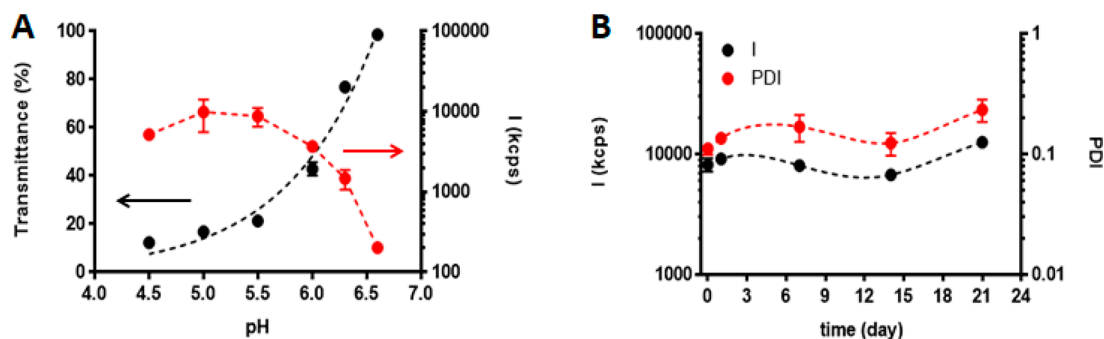 A
Transmittance (%)
100
80
60
40
20
0
4.0 4.5 5.0 5.5 6.0 6.5 7.0
pH
100000
10000
1000
100
I (kcps)
B
I (kcps)
100000
10000
1000
I
PDI
0 3 6 9 12 15 18 21 24
time (day)
1
0.1
0.01
PDI